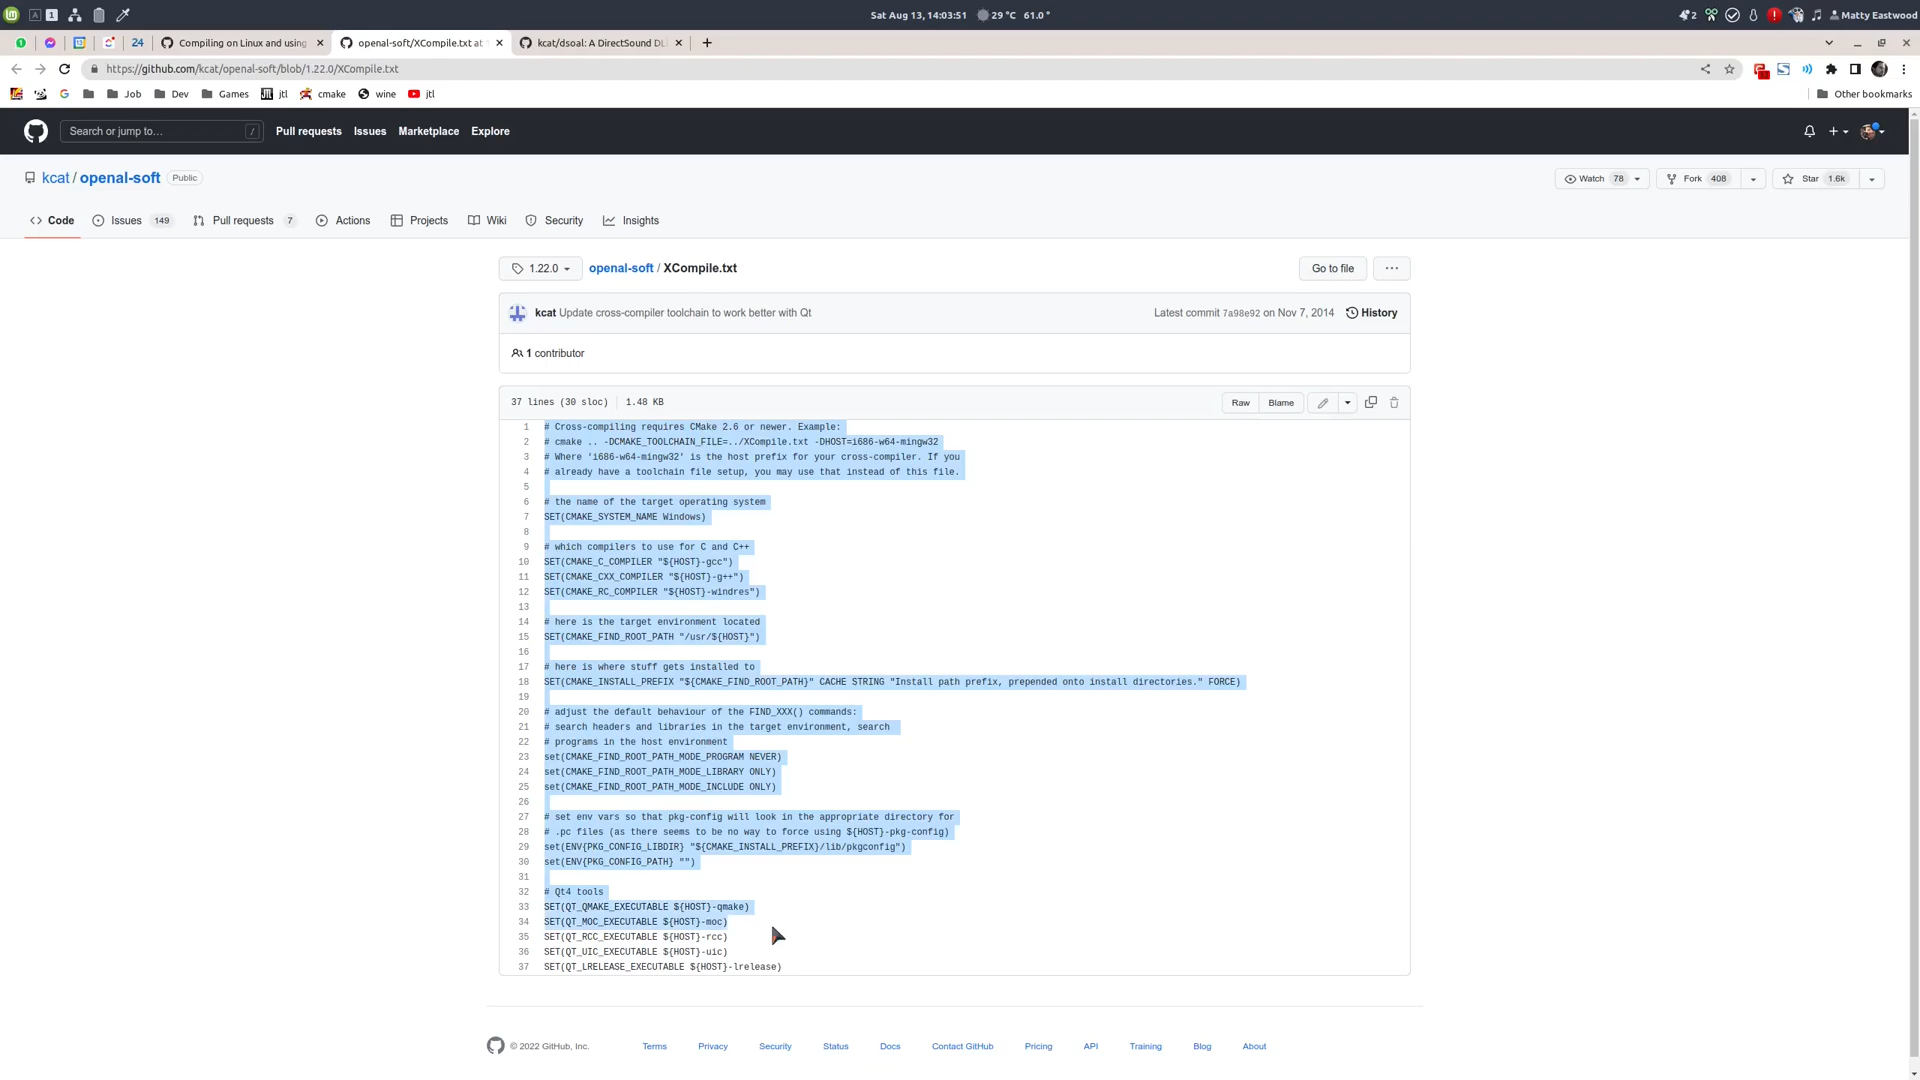 A 1 Sat Aug 13, 14:03:51 29 °C 61.0 ° 2 Matty Eastwood
24 Compiling on Linux and using openal-soft/XCompile.txt at kcat/dsoal: A DirectSound DL
https://github.com/kcat/openal-soft/blob/1.22.0/XCompile.txt
Job Dev Games jtl cmake wine jtl Other bookmarks
Search or jump to... / Pull requests Issues Marketplace Explore
kcat / openal-soft Public Watch 78 Fork 408 Star 1.6k
Code Issues 149 Pull requests 7 Actions Projects Wiki Security Insights
1.22.0 openal-soft / XCompile.txt Go to file
kcat Update cross-compiler toolchain to work better with Qt Latest commit 7a98e92 on Nov 7, 2014 History
1 contributor
37 lines (30 sloc) 1.48 KB Raw Blame
1 # Cross-compiling requires CMake 2.6 or newer. Example:
2 # cmake .. -DCMAKE_TOOLCHAIN_FILE=../XCompile.txt -DHOST=i686-w64-mingw32
3 # Where 'i686-w64-mingw32' is the host prefix for your cross-compiler. If you
4 # already have a toolchain file setup, you may use that instead of this file.
5
6 # the name of the target operating system
7 SET(CMAKE_SYSTEM_NAME Windows)
8
9 # which compilers to use for C and C++
10 SET(CMAKE_C_COMPILER "${HOST}-gcc")
11 SET(CMAKE_CXX_COMPILER "${HOST}-g++")
12 SET(CMAKE_RC_COMPILER "${HOST}-windres")
13
14 # here is the target environment located
15 SET(CMAKE_FIND_ROOT_PATH "/usr/${HOST}")
16
17 # here is where stuff gets installed to
18 SET(CMAKE_INSTALL_PREFIX "${CMAKE_FIND_ROOT_PATH}" CACHE STRING "Install path prefix, prepended onto install directories." FORCE)
19
20 # adjust the default behaviour of the FIND_XXX() commands:
21 # search headers and libraries in the target environment, search
22 # programs in the host environment
23 set(CMAKE_FIND_ROOT_PATH_MODE_PROGRAM NEVER)
24 set(CMAKE_FIND_ROOT_PATH_MODE_LIBRARY ONLY)
25 set(CMAKE_FIND_ROOT_PATH_MODE_INCLUDE ONLY)
26
27 # set env vars so that pkg-config will look in the appropriate directory for
28 # .pc files (as there seems to be no way to force using ${HOST}-pkg-config)
29 set(ENV{PKG_CONFIG_LIBDIR} "${CMAKE_INSTALL_PREFIX}/lib/pkgconfig")
30 set(ENV{PKG_CONFIG_PATH} "")
31
32 # Qt4 tools
33 SET(QT_QMAKE_EXECUTABLE ${HOST}-qmake)
34 SET(QT_MOC_EXECUTABLE ${HOST}-moc)
35 SET(QT_RCC_EXECUTABLE ${HOST}-rcc)
36 SET(QT_UIC_EXECUTABLE ${HOST}-uic)
37 SET(QT_LRELEASE_EXECUTABLE ${HOST}-lrelease)
© 2022 GitHub, Inc. Terms Privacy Security Status Docs Contact GitHub Pricing API Training Blog About